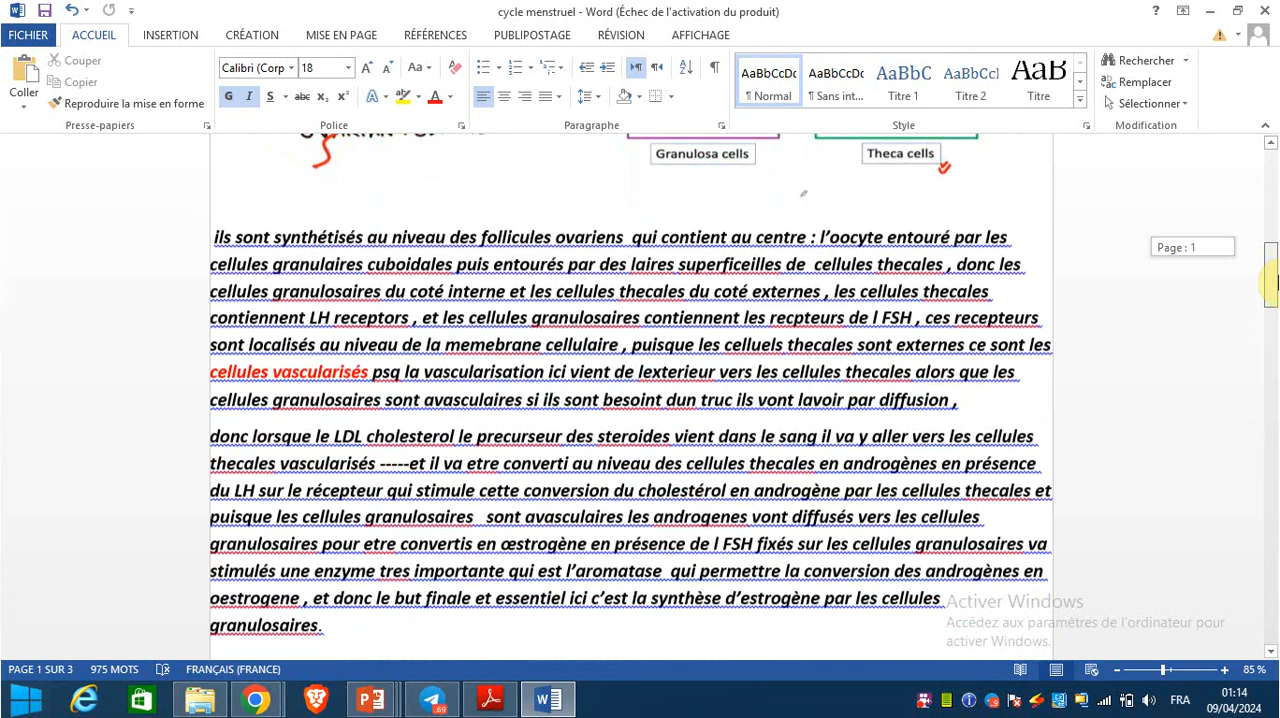 cycle menstruel - Word (Échec de l'activation du produit)
FICHIER ACCUEIL INSERTION CRÉATION MISE EN PAGE RÉFÉRENCES PUBLIPOSTAGE RÉVISION AFFICHAGE
Coller
Couper
Copier
Reproduire la mise en forme
Presse-papiers
Calibri (Corp 18
Police
Paragraphe
AaBbCcDc AaBbCcDc AaBbC AaBbCcI AaB
¶ Normal ¶ Sans int... Titre 1 Titre 2 Titre
Style
Rechercher
Remplacer
Sélectionner
Modification
Granulosa cells Theca cells
Page : 1
ils sont synthétisés au niveau des follicules ovariens qui contient au centre : l'oocyte entouré par les
cellules granulaires cuboidales puis entourés par des laires superficeilles de cellules thecales , donc les
cellules granulosaires du coté interne et les cellules thecales du coté externes , les cellules thecales
contiennent LH receptors , et les cellules granulosaires contiennent les recpteurs de l FSH , ces recepteurs
sont localisés au niveau de la memebrane cellulaire , puisque les celluels thecales sont externes ce sont les
cellules vascularisés psq la vascularisation ici vient de lexterieur vers les cellules thecales alors que les
cellules granulosaires sont avasculaires si ils sont besoint dun truc ils vont lavoir par diffusion ,
donc lorsque le LDL cholesterol le precurseur des steroides vient dans le sang il va y aller vers les cellules
thecales vascularisés -----et il va etre converti au niveau des cellules thecales en androgènes en présence
du LH sur le récepteur qui stimule cette conversion du cholestérol en androgène par les cellules thecales et
puisque les cellules granulosaires sont avasculaires les androgenes vont diffusés vers les cellules
granulosaires pour etre convertis en œstrogène en présence de l FSH fixés sur les cellules granulosaires va
stimulés une enzyme tres importante qui est l'aromatase qui permettre la conversion des androgènes en
oestrogene , et donc le but finale et essentiel ici c'est la synthèse d'estrogène par les cellules
granulosaires.
Activer Windows
Accédez aux paramètres de l'ordinateur pour
activer Windows.
PAGE 1 SUR 3 975 MOTS FRANÇAIS (FRANCE) 85 %
FRA 01:14
09/04/2024